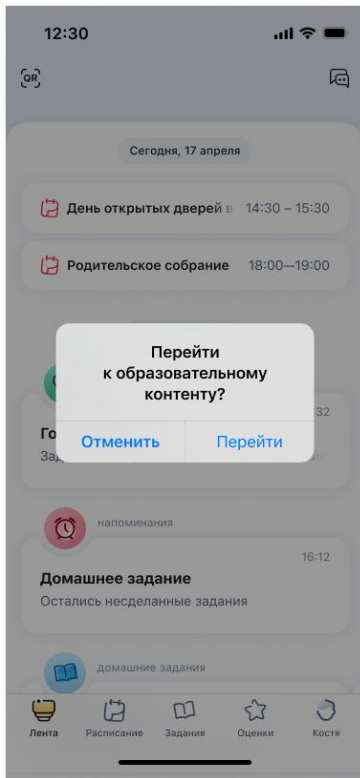 12:30
QR
Сегодня, 17 апреля
День открытых дверей в 14:30 – 15:30
Родительское собрание 18:00—19:00
Перейти
к образовательному
контенту?
:32
Отменить Перейти
напоминания
16:12
Домашнее задание
Остались несделанные задания
домашние задания
Лента Расписание Задания Оценки Костя